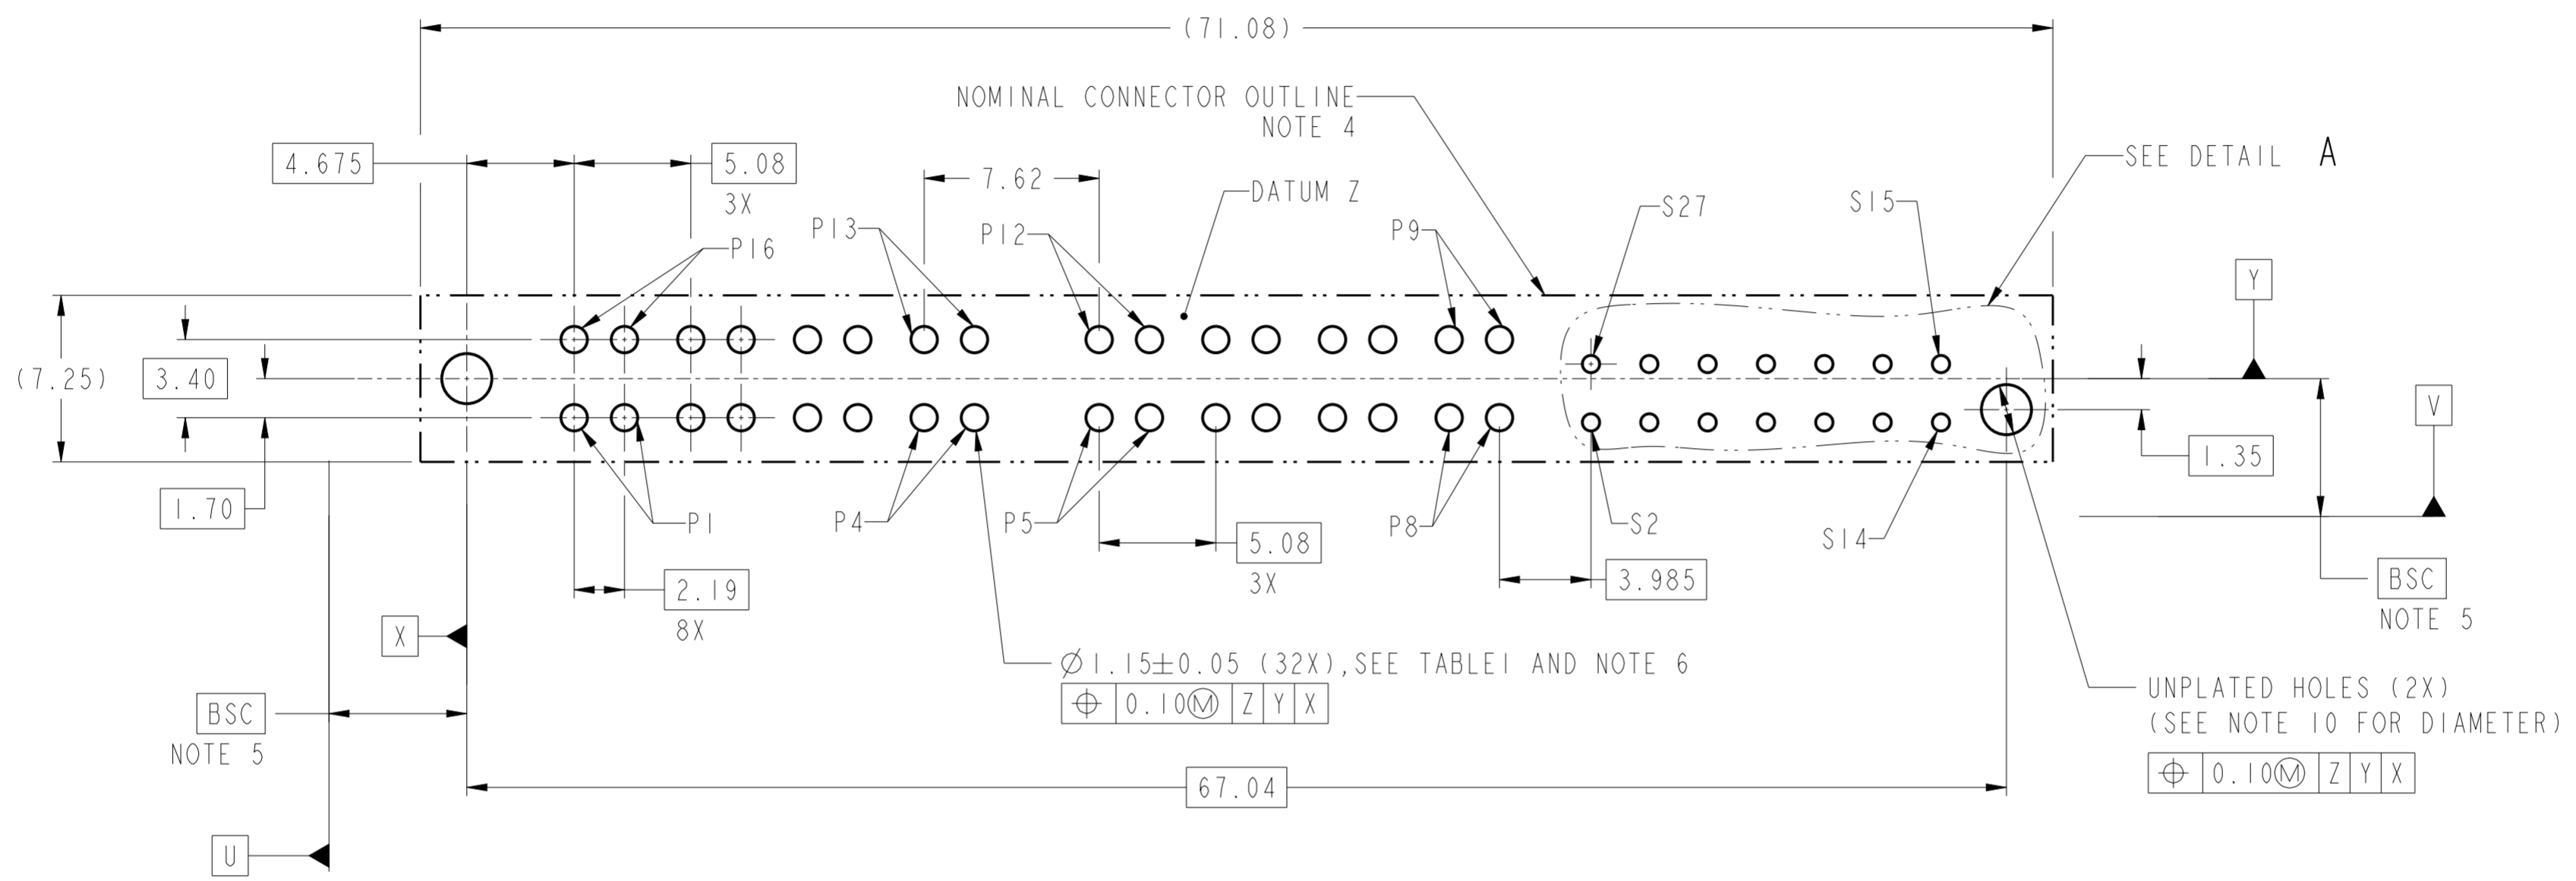 (71.08)
NOMINAL CONNECTOR OUTLINE
NOTE 4
4.675
5.08
3X
7.62
DATUM Z
SEE DETAIL A
P16
P13
P12
P9
S27
S15
Y
V
(7.25)
3.40
1.70
1.35
P1
P4
P5
P8
S2
S14
5.08
3X
2.19
8X
3.985
BSC
NOTE 5
X
Ø1.15±0.05 (32X),SEE TABLE1 AND NOTE 6
⌖ 0.10Ⓜ Z Y X
UNPLATED HOLES (2X)
(SEE NOTE 10 FOR DIAMETER)
⌖ 0.10Ⓜ Z Y X
BSC
NOTE 5
67.04
U